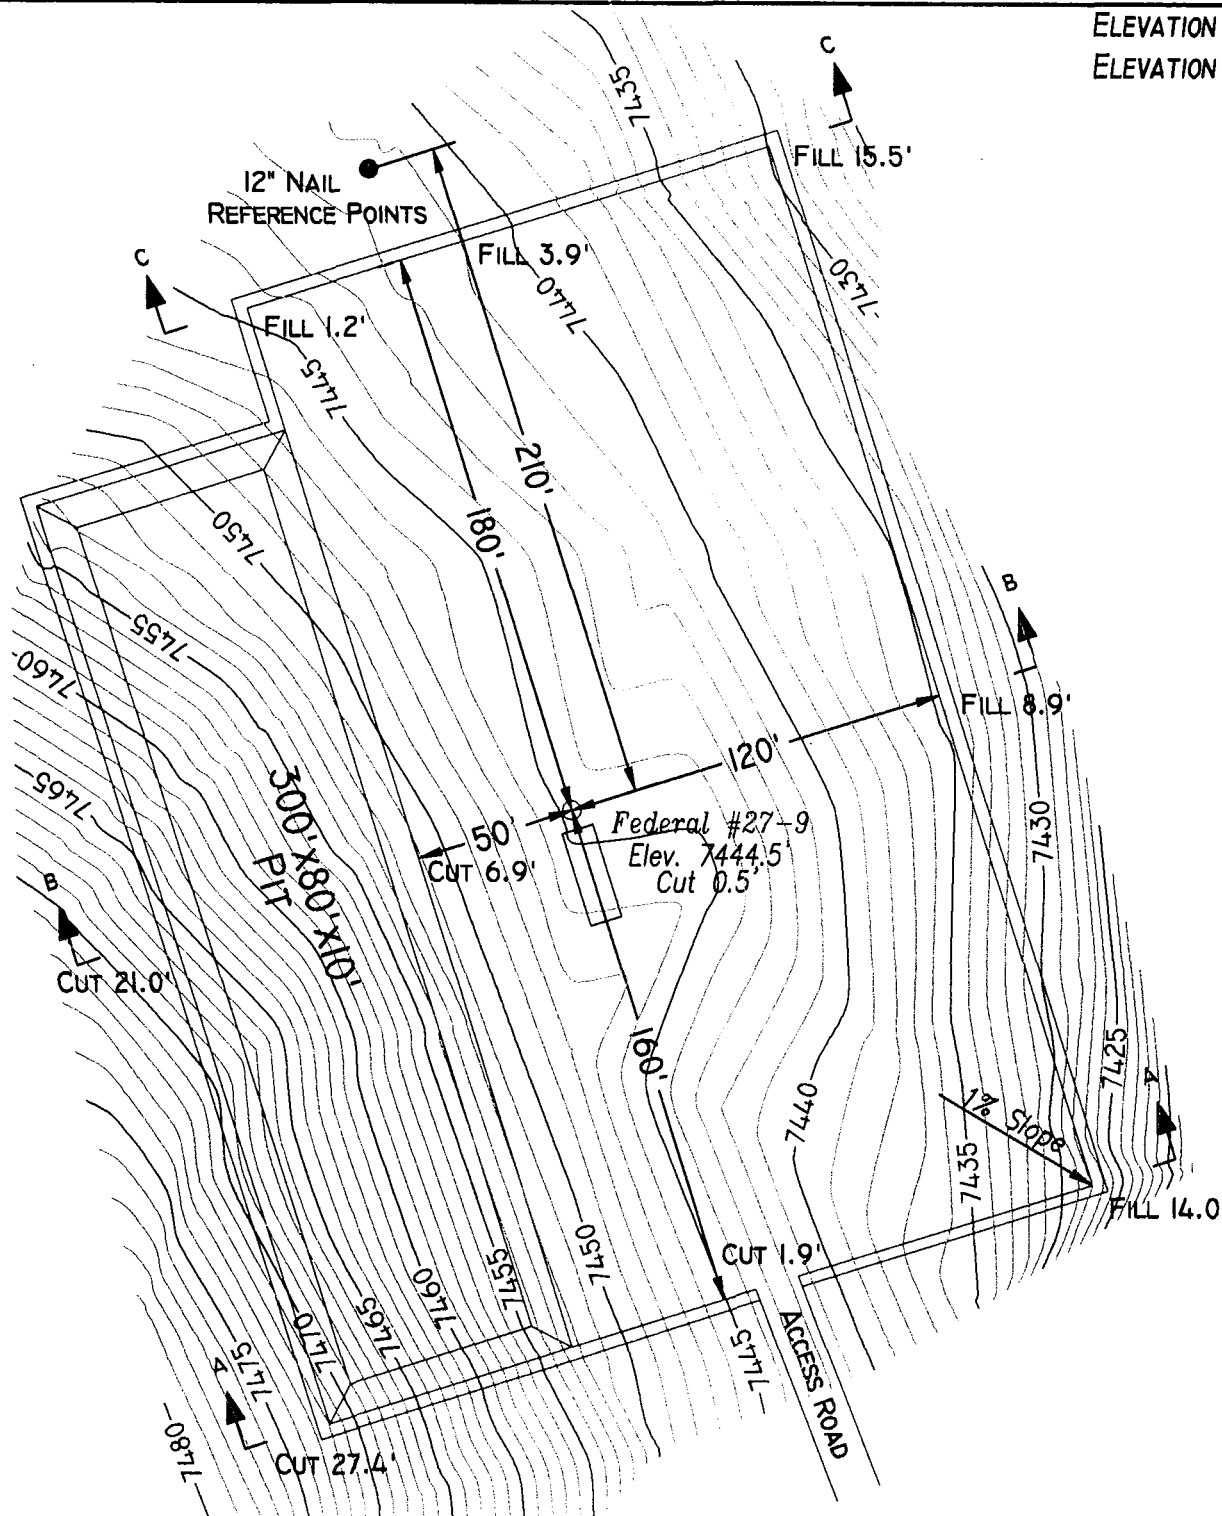 ELEVATION
ELEVATION
C
7435
FILL 15.5'
12" NAIL
REFERENCE POINTS
C
FILL 3.9'
7440
7430
FILL 1.2'
7445
210'
180'
7450
B
7455
7460
FILL 8.9'
120'
7465
300'X80'X10'
PIT
50'
Federal #27-9
Elev. 7444.5'
Cut 0.5'
CUT 6.9'
7430
B
CUT 21.0'
160'
7425
A
7440
1% Slope
7435
FILL 14.0
CUT 1.9'
7450
7455
7460
7465
7470
7475
7445
ACCESS ROAD
A
7480
CUT 27.4'